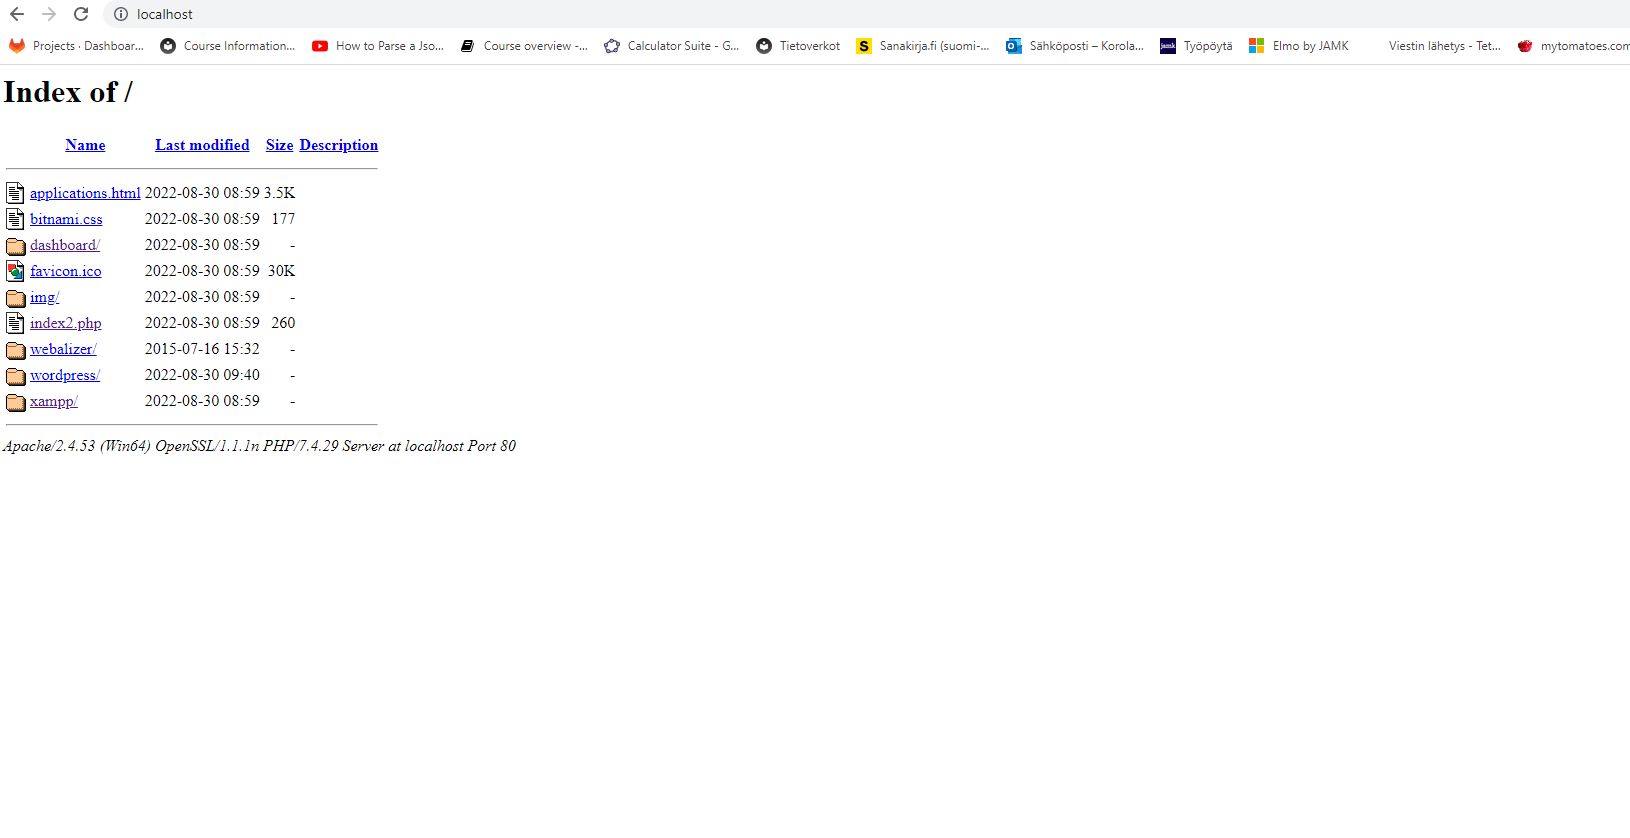 localhost
Projects · Dashboar... Course Information... How to Parse a Jso... Course overview -... Calculator Suite - G... Tietoverkot S Sanakirja.fi (suomi-... Sähköposti – Korola... jamk Työpöytä Elmo by JAMK Viestin lähetys - Tet... mytomatoes.com
Index of /
Name Last modified Size Description
applications.html 2022-08-30 08:59 3.5K
bitnami.css 2022-08-30 08:59 177
dashboard/ 2022-08-30 08:59 -
favicon.ico 2022-08-30 08:59 30K
img/ 2022-08-30 08:59 -
index2.php 2022-08-30 08:59 260
webalizer/ 2015-07-16 15:32 -
wordpress/ 2022-08-30 09:40 -
xampp/ 2022-08-30 08:59 -
Apache/2.4.53 (Win64) OpenSSL/1.1.1n PHP/7.4.29 Server at localhost Port 80